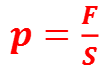 p = F/S